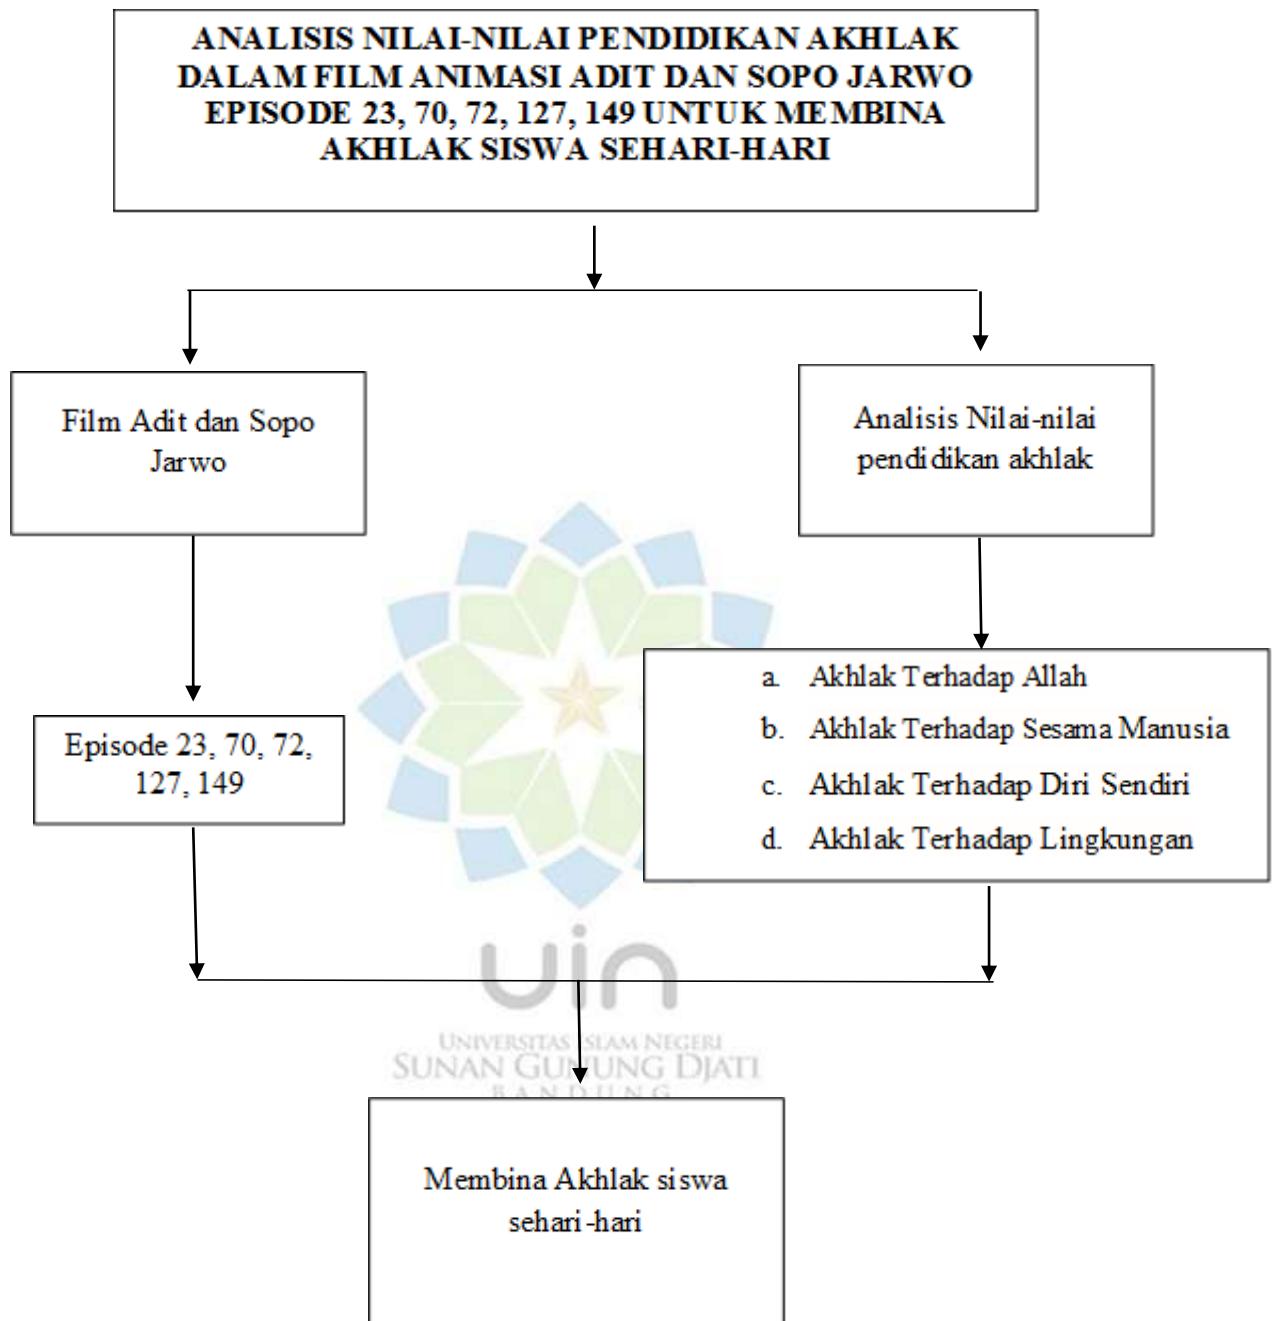 ANALISIS NILAI-NILAI PENDIDIKAN AKHLAK
DALAM FILM ANIMASI ADIT DAN SOPO JARWO
EPISODE 23, 70, 72, 127, 149 UNTUK MEMBINA
AKHLAK SISWA SEHARI-HARI
Film Adit dan Sopo
Jarwo
Analisis Nilai-nilai
pendidikan akhlak
Episode 23, 70, 72,
127, 149
a. Akhlak Terhadap Allah
b. Akhlak Terhadap Sesama Manusia
c. Akhlak Terhadap Diri Sendiri
d. Akhlak Terhadap Lingkungan
uin
UNIVERSITAS ISLAM NEGERI
SUNAN GUNUNG DJATI
BANDUNG
Membina Akhlak siswa
sehari-hari